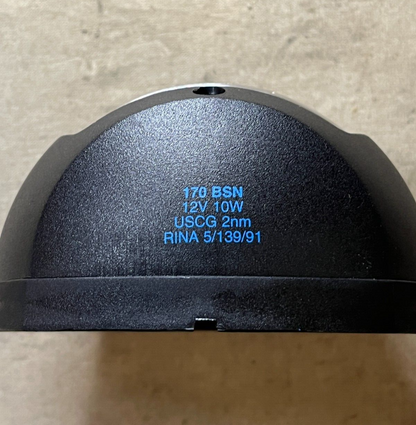 170 BSN
12V 10W
USCG 2nm
RINA 5/139/91